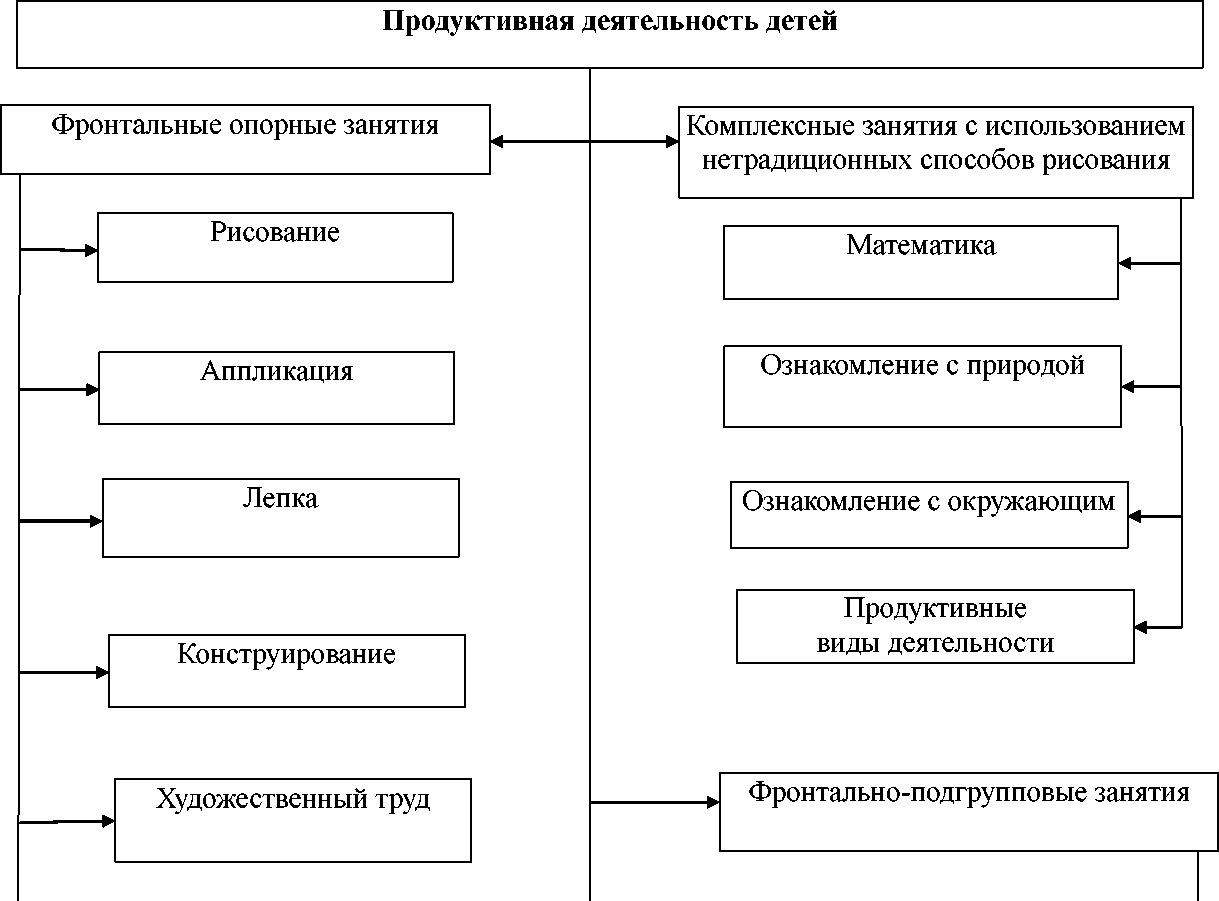 Продуктивная деятельность детей
Фронтальные опорные занятия
Рисование
Аппликация
Лепка
Конструирование
Художественный труд
Комплексные занятия с использованием
нетрадиционных способов рисования
Математика
Ознакомление с природой
Ознакомление с окружающим
Продуктивные
виды деятельности
Фронтально-подгрупповые занятия